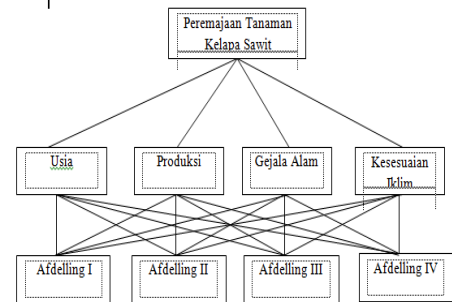 Peremajaan Tanaman
Kelapa Sawit
Usia
Produksi
Gejala Alam
Kesesuaian
Iklim
Afdelling I
Afdelling II
Afdelling III
Afdelling IV